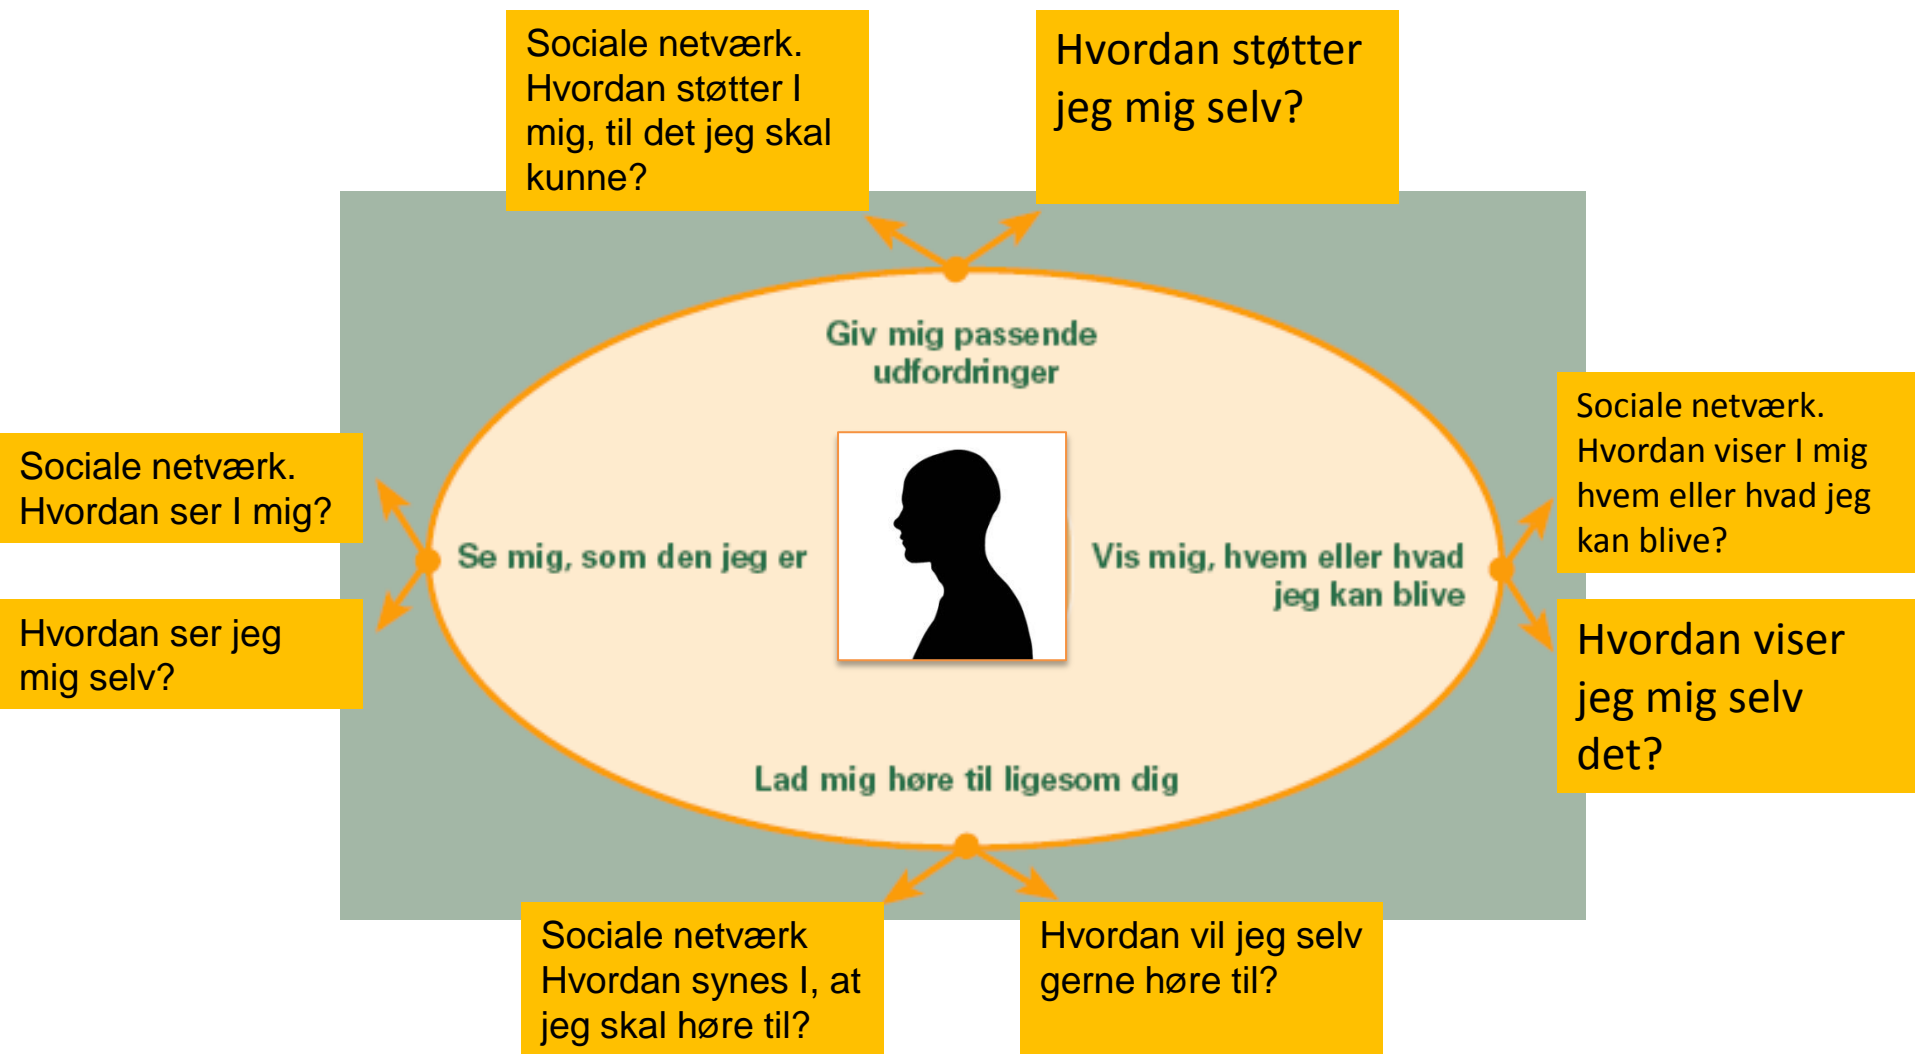 Sociale netværk.
Hvordan støtter I
mig, til det jeg skal
kunne?
Hvordan støtter
jeg mig selv?
Giv mig passende
udfordringer
Sociale netværk.
Hvordan ser I mig?
Hvordan ser jeg
mig selv?
Se mig, som den jeg er
Vis mig, hvem eller hvad
jeg kan blive
Sociale netværk.
Hvordan viser I mig
hvem eller hvad jeg
kan blive?
Hvordan viser
jeg mig selv
det?
Lad mig høre til ligesom dig
Sociale netværk
Hvordan synes I, at
jeg skal høre til?
Hvordan vil jeg selv
gerne høre til?